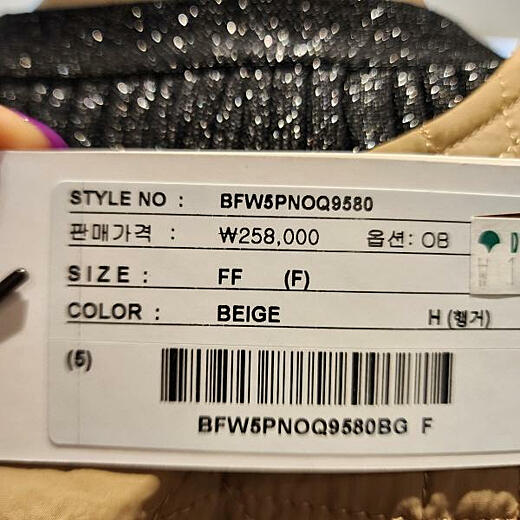 STYLE NO : BFW5PNOQ9580
판매가격 : ₩258,000 옵션: OB
SIZE : FF (F)
COLOR : BEIGE H (행거)
(5)
BFW5PNOQ9580BG F